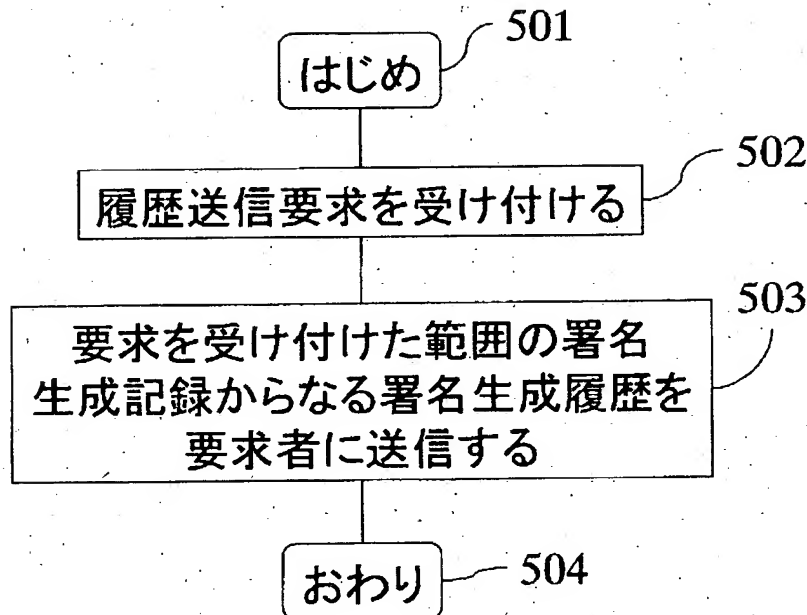 はじめ
501
履歴送信要求を受け付ける
502
要求を受け付けた範囲の署名
生成記録からなる署名生成履歴を
要求者に送信する
503
おわり
504